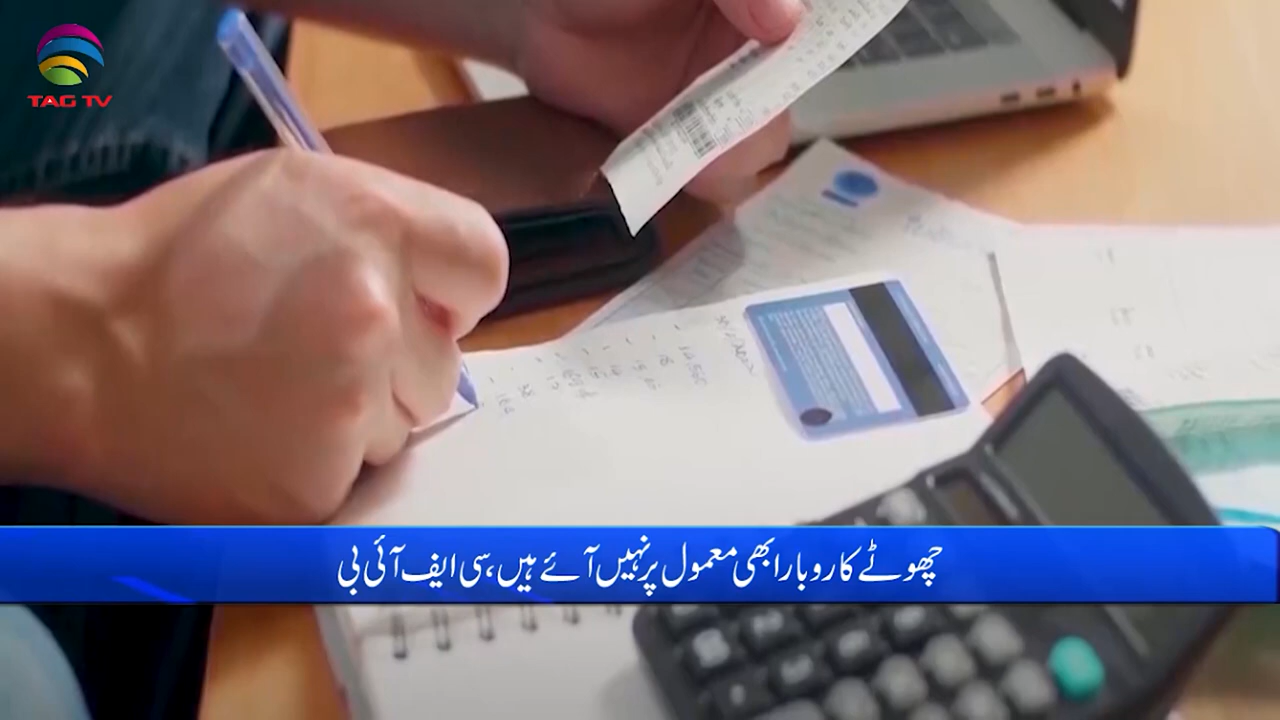 TAG TV
چھوٹے کاروبار ابھی معمول پر نہیں آئے ہیں، سی ایف آئی بی